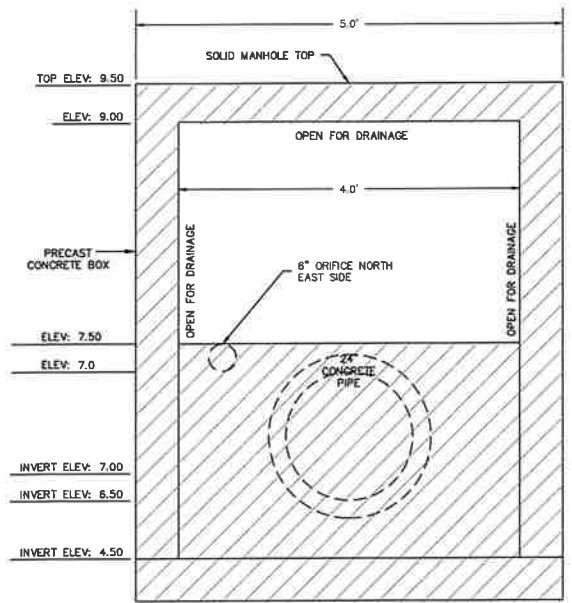 5.0'
SOLID MANHOLE TOP
TOP ELEV: 9.50
ELEV: 9.00
OPEN FOR DRAINAGE
4.0'
OPEN FOR DRAINAGE
OPEN FOR DRAINAGE
PRECAST
CONCRETE BOX
6" ORIFICE NORTH
EAST SIDE
ELEV: 7.50
ELEV: 7.0
24"
CONCRETE
PIPE
INVERT ELEV: 7.00
INVERT ELEV: 6.50
INVERT ELEV: 4.50